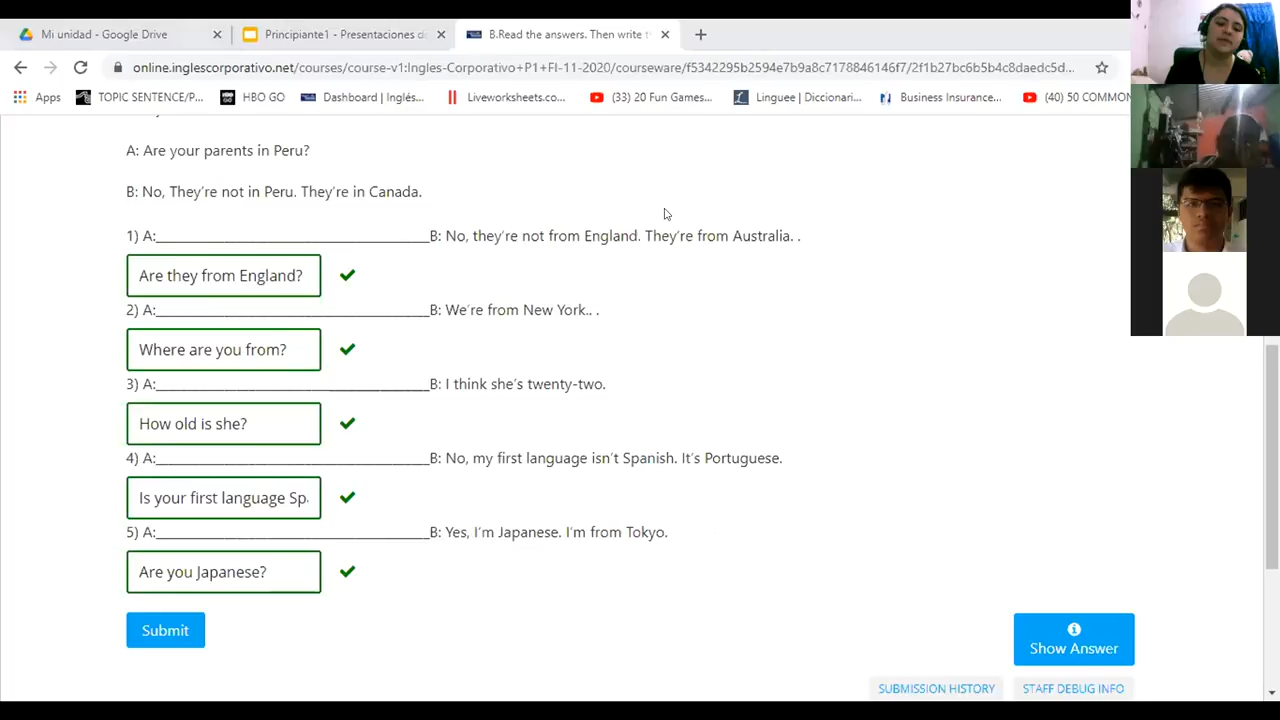 Mi unidad - Google Drive
Principiante1 - Presentaciones d
B.Read the answers. Then write t
online.inglescorporativo.net/courses/course-v1:Ingles-Corporativo+P1+FI-11-2020/courseware/f5342295b2594e7b9a8c7178846146f7/2f1b27bc6b5b4c8daedc5d...
Apps
TOPIC SENTENCE/P...
HBO GO
Dashboard | Inglés...
Liveworksheets.co...
(33) 20 Fun Games...
Linguee | Diccionari...
Business Insurance...
(40) 50 COMMON
A: Are your parents in Peru?
B: No, They're not in Peru. They're in Canada.
1) A:_________________________________B: No, they're not from England. They're from Australia. .
Are they from England?
2) A:_________________________________B: We're from New York.. .
Where are you from?
3) A:_________________________________B: I think she's twenty-two.
How old is she?
4) A:_________________________________B: No, my first language isn't Spanish. It's Portuguese.
Is your first language Sp
5) A:_________________________________B: Yes, I'm Japanese. I'm from Tokyo.
Are you Japanese?
Submit
Show Answer
SUBMISSION HISTORY
STAFF DEBUG INFO